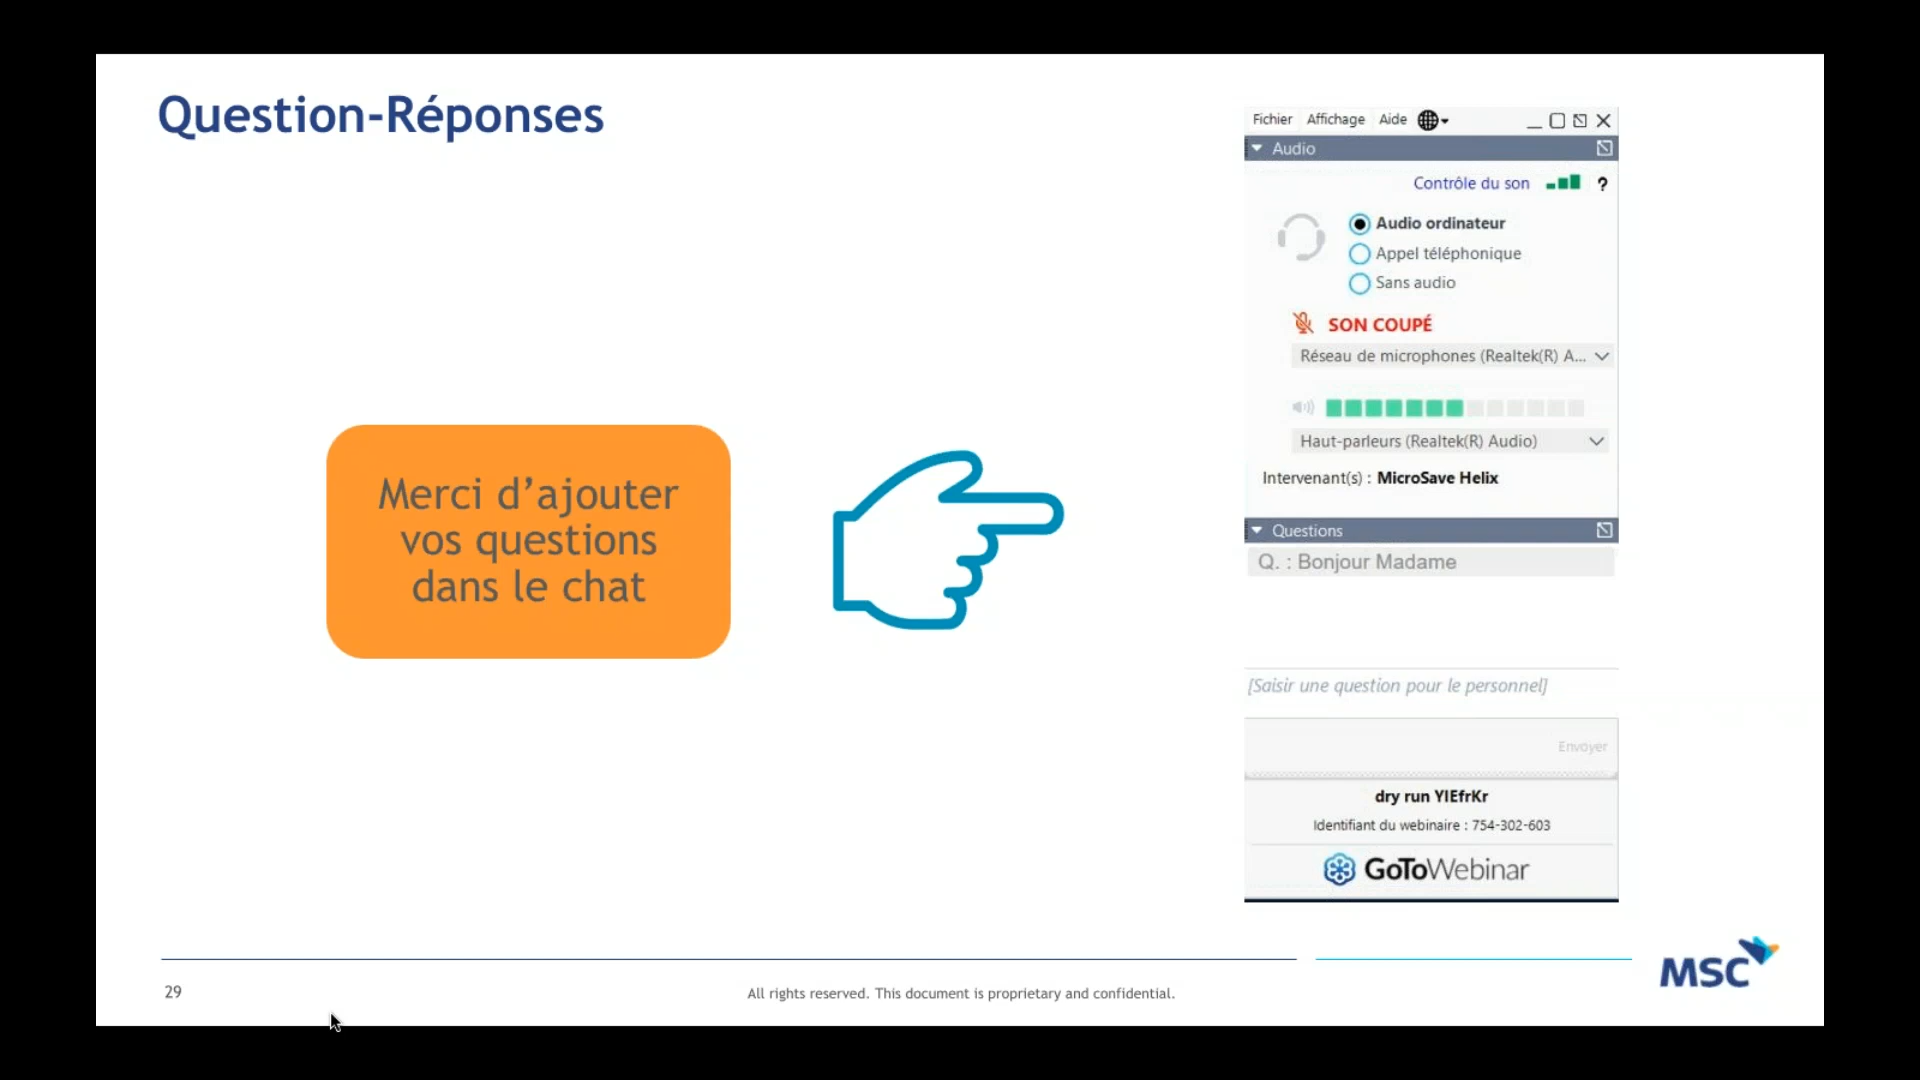 Question-Réponses
Merci d’ajouter
vos questions
dans le chat
Fichier Affichage Aide
Audio
Contrôle du son ?
Audio ordinateur
Appel téléphonique
Sans audio
SON COUPÉ
Réseau de microphones (Realtek(R) A...
Haut-parleurs (Realtek(R) Audio)
Intervenant(s) : MicroSave Helix
Questions
Q. : Bonjour Madame
[Saisir une question pour le personnel]
Envoyer
dry run YIEfrKr
Identifiant du webinaire : 754-302-603
GoToWebinar
MSC
29
All rights reserved. This document is proprietary and confidential.